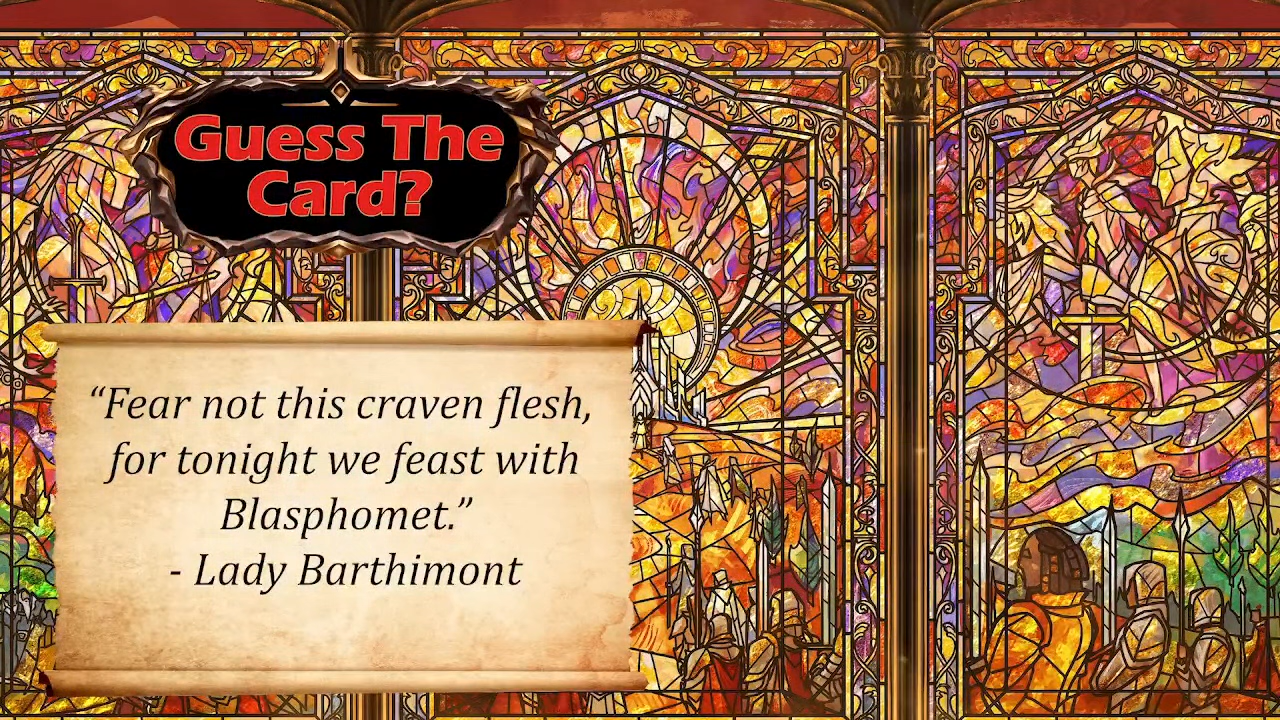 Guess The
Card?
“Fear not this craven flesh,
for tonight we feast with
Blasphomet.”
- Lady Barthimont